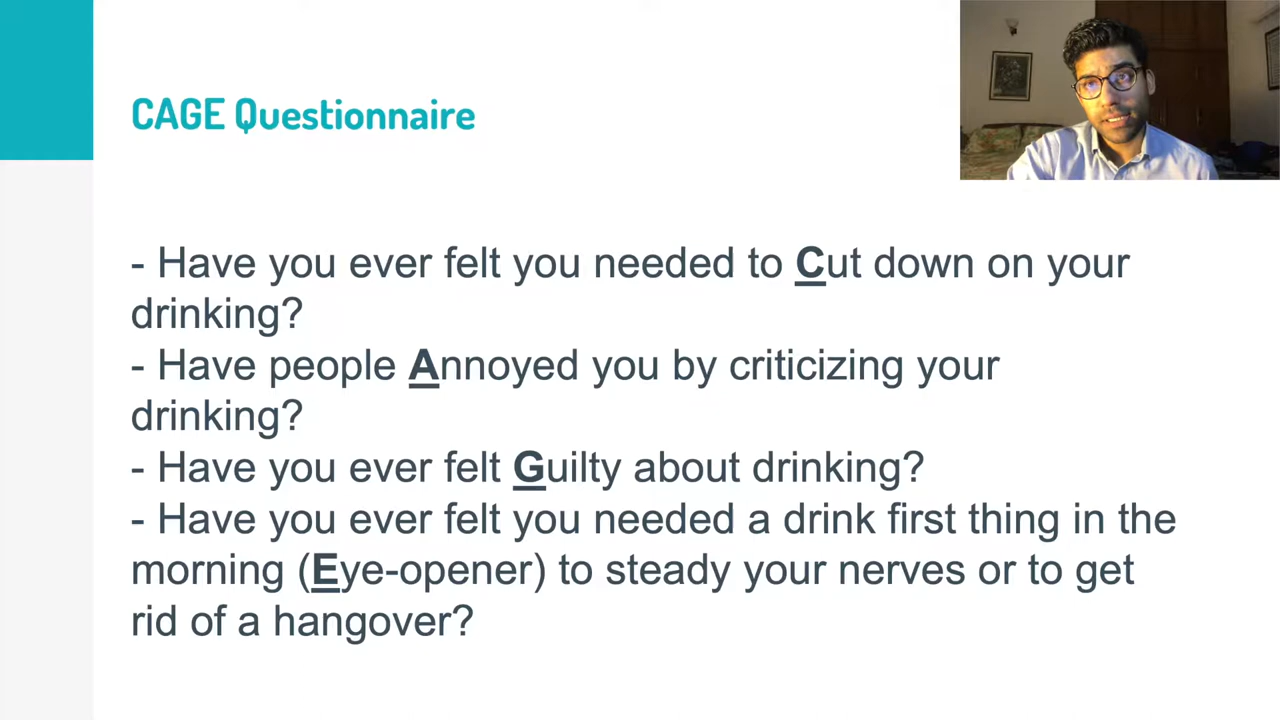 CAGE Questionnaire
- Have you ever felt you needed to Cut down on your
drinking?
- Have people Annoyed you by criticizing your
drinking?
- Have you ever felt Guilty about drinking?
- Have you ever felt you needed a drink first thing in the
morning (Eye-opener) to steady your nerves or to get
rid of a hangover?